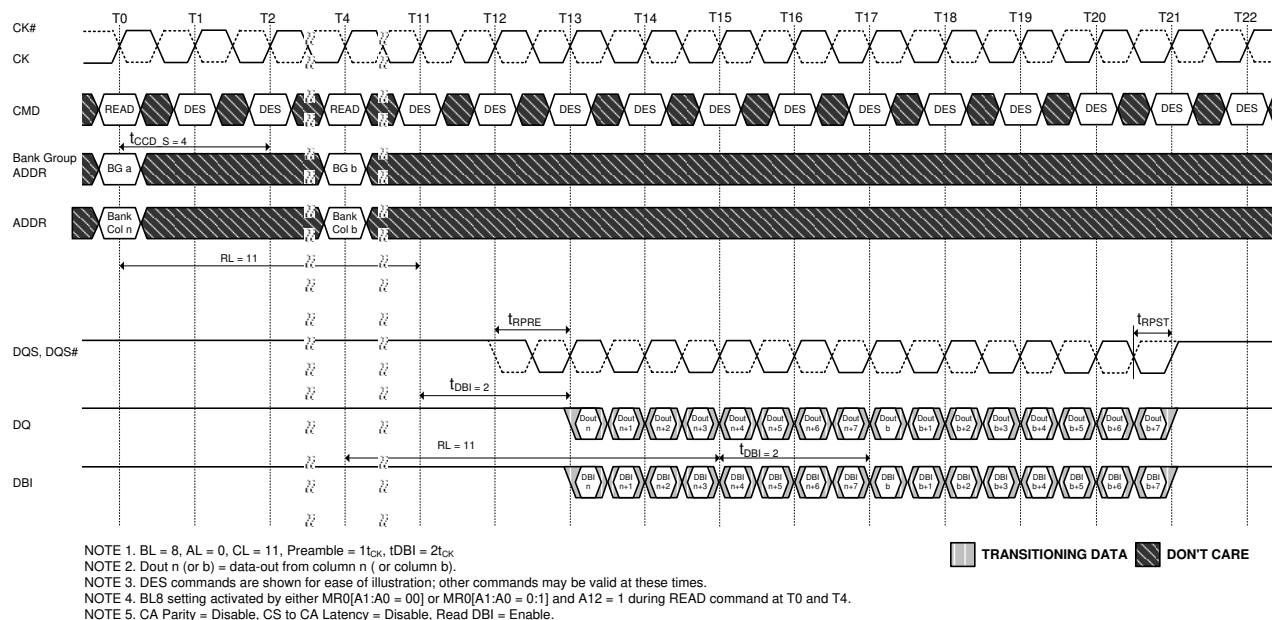 T0 T1 T2 T4 T11 T12 T13 T14 T15 T16 T17 T18 T19 T20 T21 T22
CK#
CK
CMD READ DES DES READ DES DES DES DES DES DES DES DES DES DES DES DES
tCCD_S = 4
Bank Group
ADDR
BG a BG b
ADDR
Bank
Col n
Bank
Col b
RL = 11
tRPRE tRPST
DQS, DQS#
tDBI = 2
DQ
Dout n Dout n+1 Dout n+2 Dout n+3 Dout n+4 Dout n+5 Dout n+6 Dout n+7 Dout b Dout b+1 Dout b+2 Dout b+3 Dout b+4 Dout b+5 Dout b+6 Dout b+7
RL = 11 tDBI = 2
DBI
DBI n DBI n+1 DBI n+2 DBI n+3 DBI n+4 DBI n+5 DBI n+6 DBI n+7 DBI b DBI b+1 DBI b+2 DBI b+3 DBI b+4 DBI b+5 DBI b+6 DBI b+7
NOTE 1. BL = 8, AL = 0, CL = 11, Preamble = 1tCK, tDBI = 2tCK
NOTE 2. Dout n (or b) = data-out from column n ( or column b).
NOTE 3. DES commands are shown for ease of illustration; other commands may be valid at these times.
NOTE 4. BL8 setting activated by either MR0[A1:A0 = 00] or MR0[A1:A0 = 0:1] and A12 = 1 during READ command at T0 and T4.
NOTE 5. CA Parity = Disable, CS to CA Latency = Disable, Read DBI = Enable.
TRANSITIONING DATA DON'T CARE